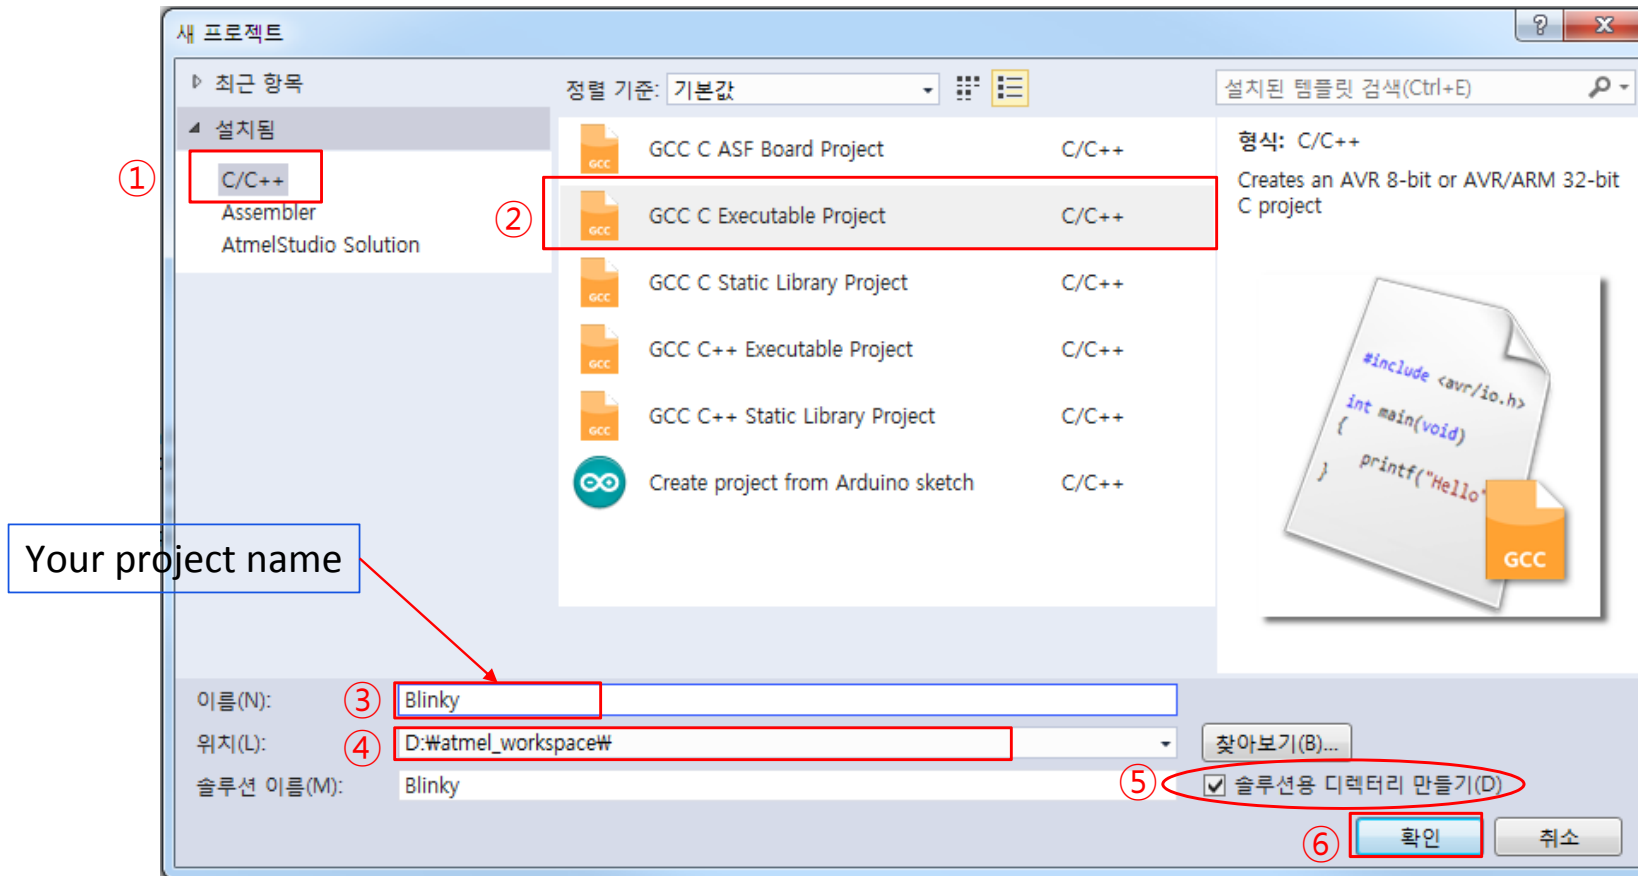 새 프로젝트
최근 항목
정렬 기준: 기본값
설치된 템플릿 검색(Ctrl+E)
설치됨
① C/C++
Assembler
AtmelStudio Solution
GCC
GCC C ASF Board Project C/C++
②
GCC
GCC C Executable Project C/C++
GCC
GCC C Static Library Project C/C++
GCC
GCC C++ Executable Project C/C++
GCC
GCC C++ Static Library Project C/C++
Create project from Arduino sketch C/C++
형식: C/C++
Creates an AVR 8-bit or AVR/ARM 32-bit
C project
#include <avr/io.h>
int main(void)
{
printf("Hello"
}
GCC
Your project name
이름(N): ③ Blinky
위치(L): ④ D:₩atmel_workspace₩ 찾아보기(B)...
솔루션 이름(M): Blinky ⑤ 솔루션용 디렉터리 만들기(D)
⑥ 확인 취소